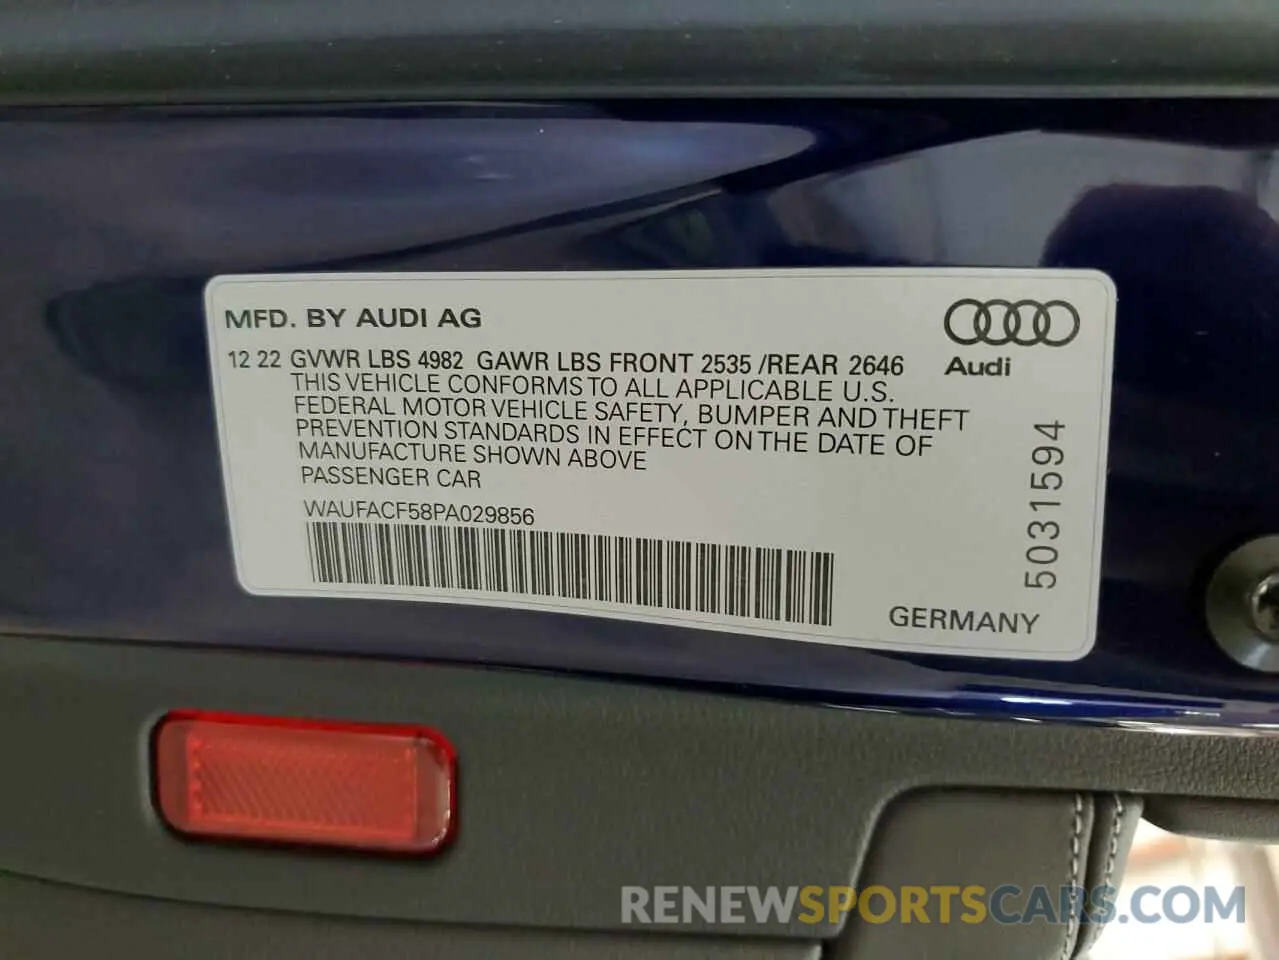 MFD. BY AUDI AG
Audi
12 22 GVWR LBS 4982 GAWR LBS FRONT 2535 /REAR 2646
THIS VEHICLE CONFORMS TO ALL APPLICABLE U.S.
FEDERAL MOTOR VEHICLE SAFETY, BUMPER AND THEFT
PREVENTION STANDARDS IN EFFECT ON THE DATE OF
MANUFACTURE SHOWN ABOVE
PASSENGER CAR
WAUFACF58PA029856
5031594
GERMANY
RENEWSPORTSCARS.COM